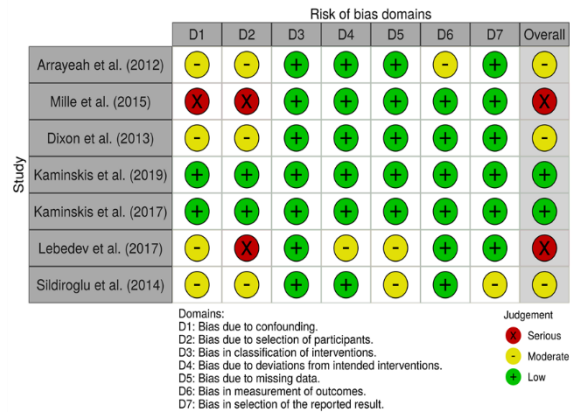 Risk of bias domains
D1 D2 D3 D4 D5 D6 D7 Overall
Study
Arrayeah et al. (2012) - - + + + - + -
Mille et al. (2015) X X + + + + + X
Dixon et al. (2013) - - + + + + + -
Kaminskis et al. (2019) + + + + + + + +
Kaminskis et al. (2017) + + + + + + + +
Lebedev et al. (2017) - X + - - + + X
Sildiroglu et al. (2014) - - + + - + - -
Domains:
D1: Bias due to confounding.
D2: Bias due to selection of participants.
D3: Bias in classification of interventions.
D4: Bias due to deviations from intended interventions.
D5: Bias due to missing data.
D6: Bias in measurement of outcomes.
D7: Bias in selection of the reported result.
Judgement
X Serious
- Moderate
+ Low